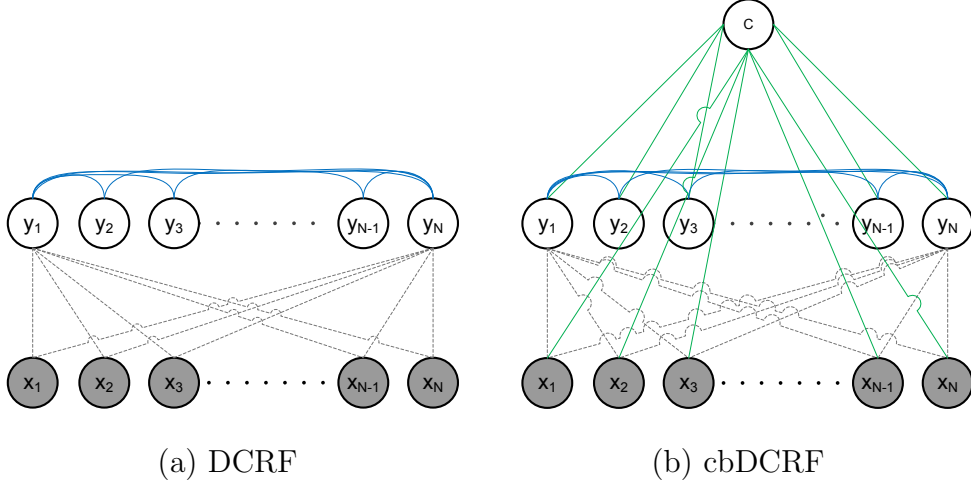 C
y1 y2 y3 · · · · · · · yN-1 yN y1 y2 y3 · · · · · · · yN-1 yN
x1 x2 x3 · · · · · · · · xN-1 xN x1 x2 x3 · · · · · · · · xN-1 xN
(a) DCRF (b) cbDCRF